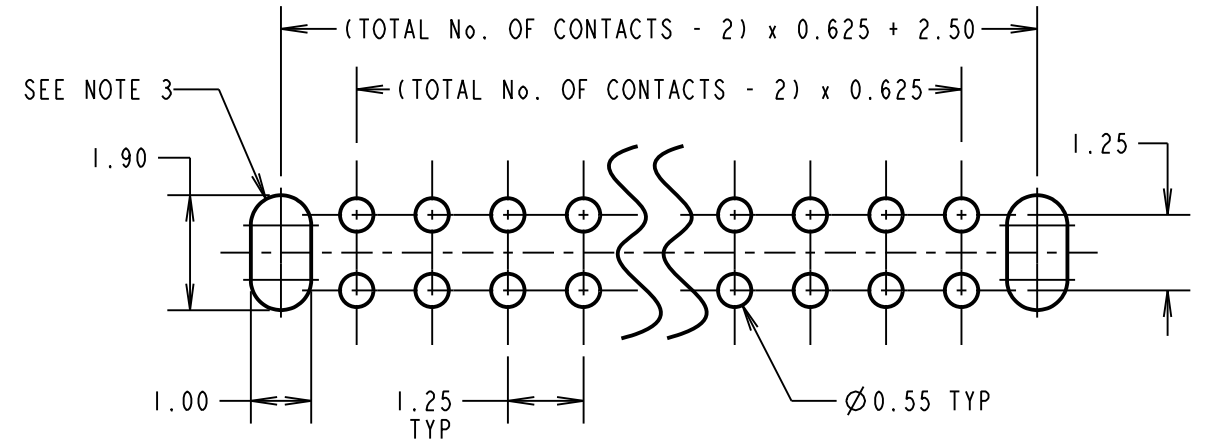 (TOTAL No. OF CONTACTS - 2) x 0.625 + 2.50
(TOTAL No. OF CONTACTS - 2) x 0.625
SEE NOTE 3
1.90
1.25
1.00
1.25
TYP
Ø0.55 TYP